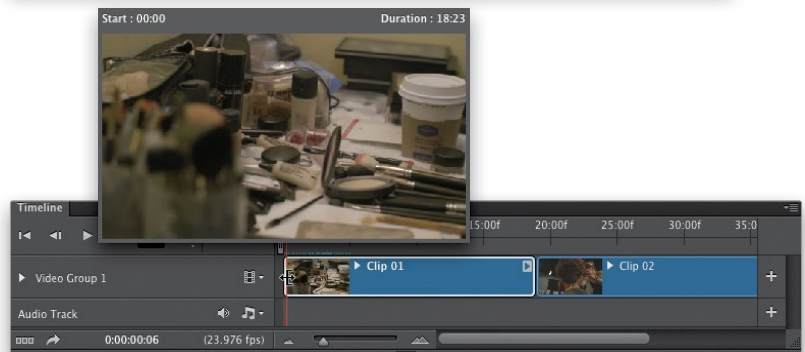 Start : 00:00 Duration : 18:23
Timeline
15:00f 20:00f 25:00f 30:00f 35:0
Video Group 1 Clip 01 Clip 02
Audio Track
0:00:00:06 (23.976 fps)